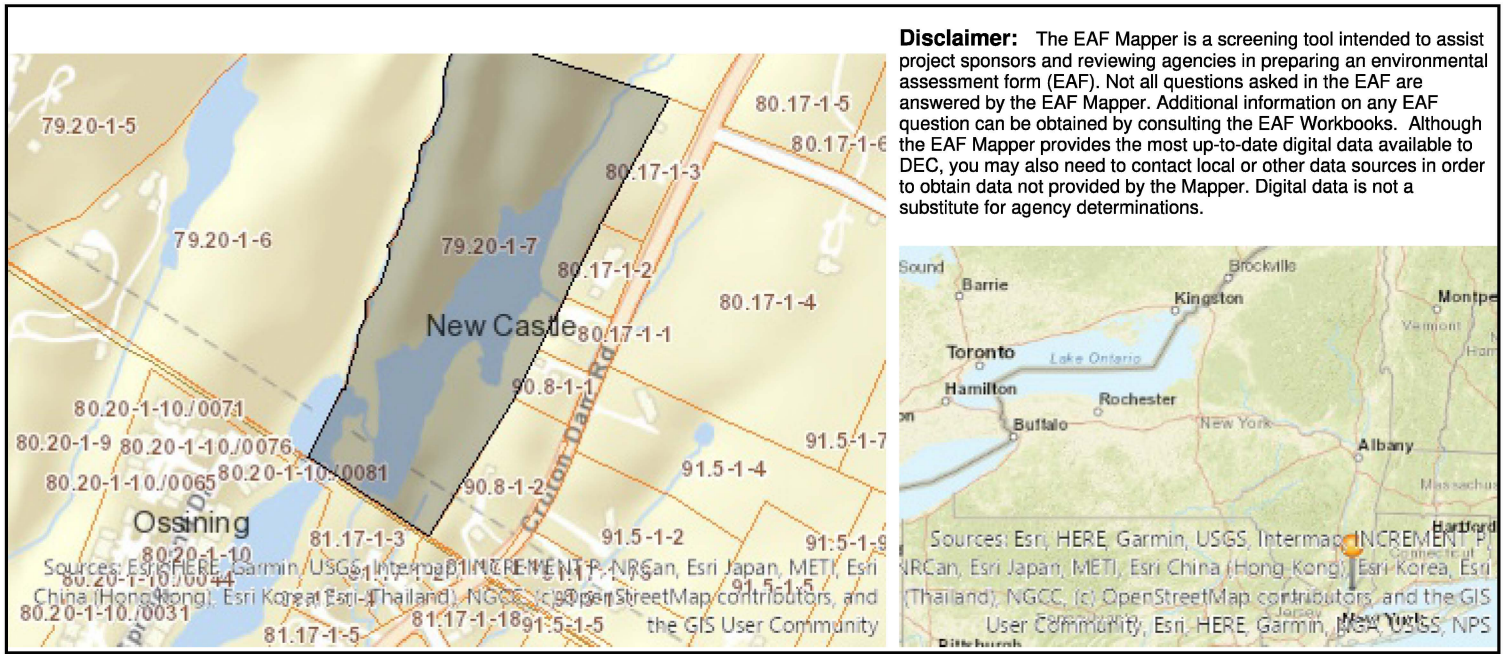 Disclaimer: The EAF Mapper is a screening tool intended to assist
project sponsors and reviewing agencies in preparing an environmental
assessment form (EAF). Not all questions asked in the EAF are
answered by the EAF Mapper. Additional information on any EAF
question can be obtained by consulting the EAF Workbooks. Although
the EAF Mapper provides the most up-to-date digital data available to
DEC, you may also need to contact local or other data sources in order
to obtain data not provided by the Mapper. Digital data is not a
substitute for agency determinations.
80.17-1-5
79.20-1-5
80.17-1-6
80.17-1-3
79.20-1-6
79.20-1-7
80.17-1-2
80.17-1-4
New Castle
80.17-1-1
90.8-1-1
80.20-1-10./0071
80.20-1-9
80.20-1-10./0076
91.5-1-7
80.20-1-10./0065
80.20-1-10./0081
91.5-1-4
90.8-1-2
Croton Dam Rd
Ossining
81.17-1-3
91.5-1-2
91.5-1-9
80.20-1-10
80.20-1-10./0044
91.5-1-5
80.20-1-10./0031
81.17-1-18
91.5-1-5
81.17-1-5
Sources: Esri, HERE, Garmin, USGS, Intermap, INCREMENT P, NRCan, Esri Japan, METI, Esri
China (Hong Kong), Esri Korea, Esri (Thailand), NGCC, (c) OpenStreetMap contributors, and
the GIS User Community
Sound
Barrie
Brockville
Kingston
Montpe
Vermont
Toronto
Lake Ontario
Ham
Hamilton
Rochester
on
Buffalo
New York
Albany
Massachus
Hartford
Connecticut
Jersey
New York
Pittsburgh
Sources: Esri, HERE, Garmin, USGS, Intermap, INCREMENT P,
NRCan, Esri Japan, METI, Esri China (Hong Kong), Esri Korea, Esri
(Thailand), NGCC, (c) OpenStreetMap contributors, and the GIS
User Community, Esri, HERE, Garmin, NGA, USGS, NPS